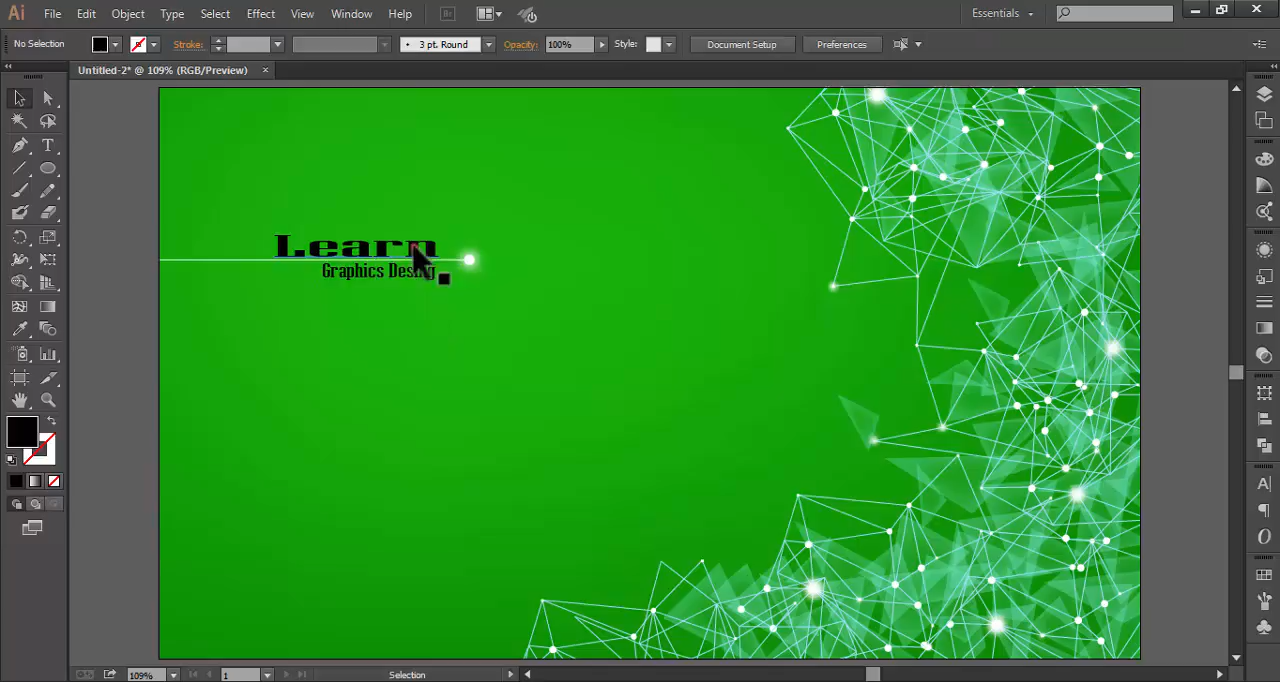 Ai File Edit Object Type Select Effect View Window Help Br Essentials
No Selection Stroke: 3 pt. Round Opacity: 100% Style: Document Setup Preferences
Untitled-2* @ 109% (RGB/Preview) ×
Learn
Graphics Desing
109% 1 Selection